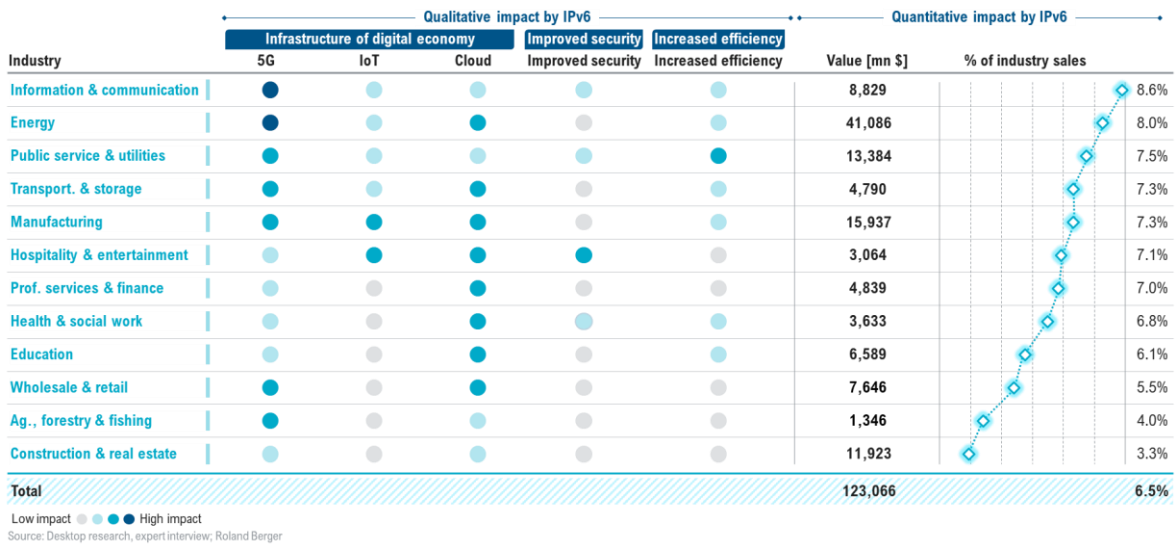 Qualitative impact by IPv6 Quantitative impact by IPv6
Infrastructure of digital economy Improved security Increased efficiency
Industry 5G IoT Cloud Improved security Increased efficiency Value [mn $] % of industry sales
Information & communication 8,829 8.6%
Energy 41,086 8.0%
Public service & utilities 13,384 7.5%
Transport. & storage 4,790 7.3%
Manufacturing 15,937 7.3%
Hospitality & entertainment 3,064 7.1%
Prof. services & finance 4,839 7.0%
Health & social work 3,633 6.8%
Education 6,589 6.1%
Wholesale & retail 7,646 5.5%
Ag., forestry & fishing 1,346 4.0%
Construction & real estate 11,923 3.3%
Total 123,066 6.5%
Low impact High impact
Source: Desktop research, expert interview; Roland Berger